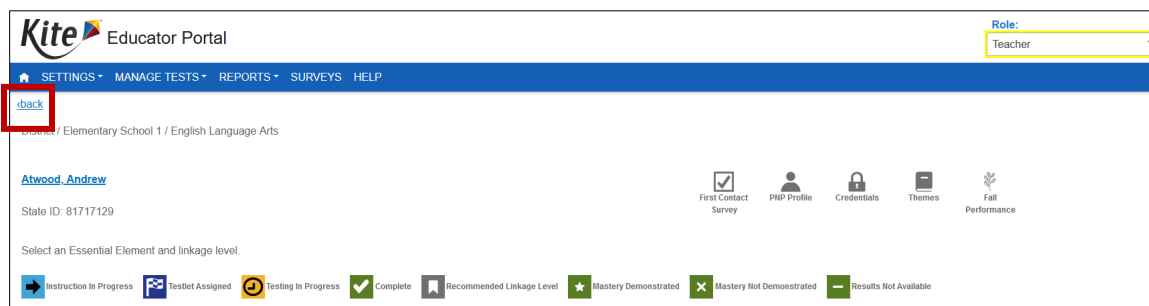 Kite Educator Portal
Role:
Teacher
SETTINGS MANAGE TESTS REPORTS SURVEYS HELP
‹back
District / Elementary School 1 / English Language Arts
Atwood, Andrew
First Contact Survey
PNP Profile
Credentials
Themes
Fall Performance
State ID: 81717129
Select an Essential Element and linkage level.
Instruction In Progress Testlet Assigned Testing In Progress Complete Recommended Linkage Level Mastery Demonstrated Mastery Not Demonstrated Results Not Available